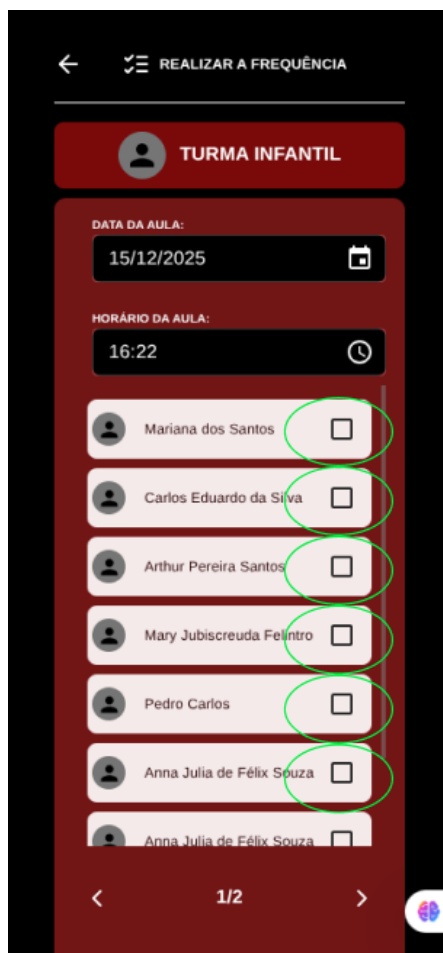 REALIZAR A FREQUÊNCIA
TURMA INFANTIL
DATA DA AULA:
15/12/2025
HORÁRIO DA AULA:
16:22
Mariana dos Santos
Carlos Eduardo da Silva
Arthur Pereira Santos
Mary Jubiscreuda Felintro
Pedro Carlos
Anna Julia de Félix Souza
Anna Julia de Félix Souza
1/2